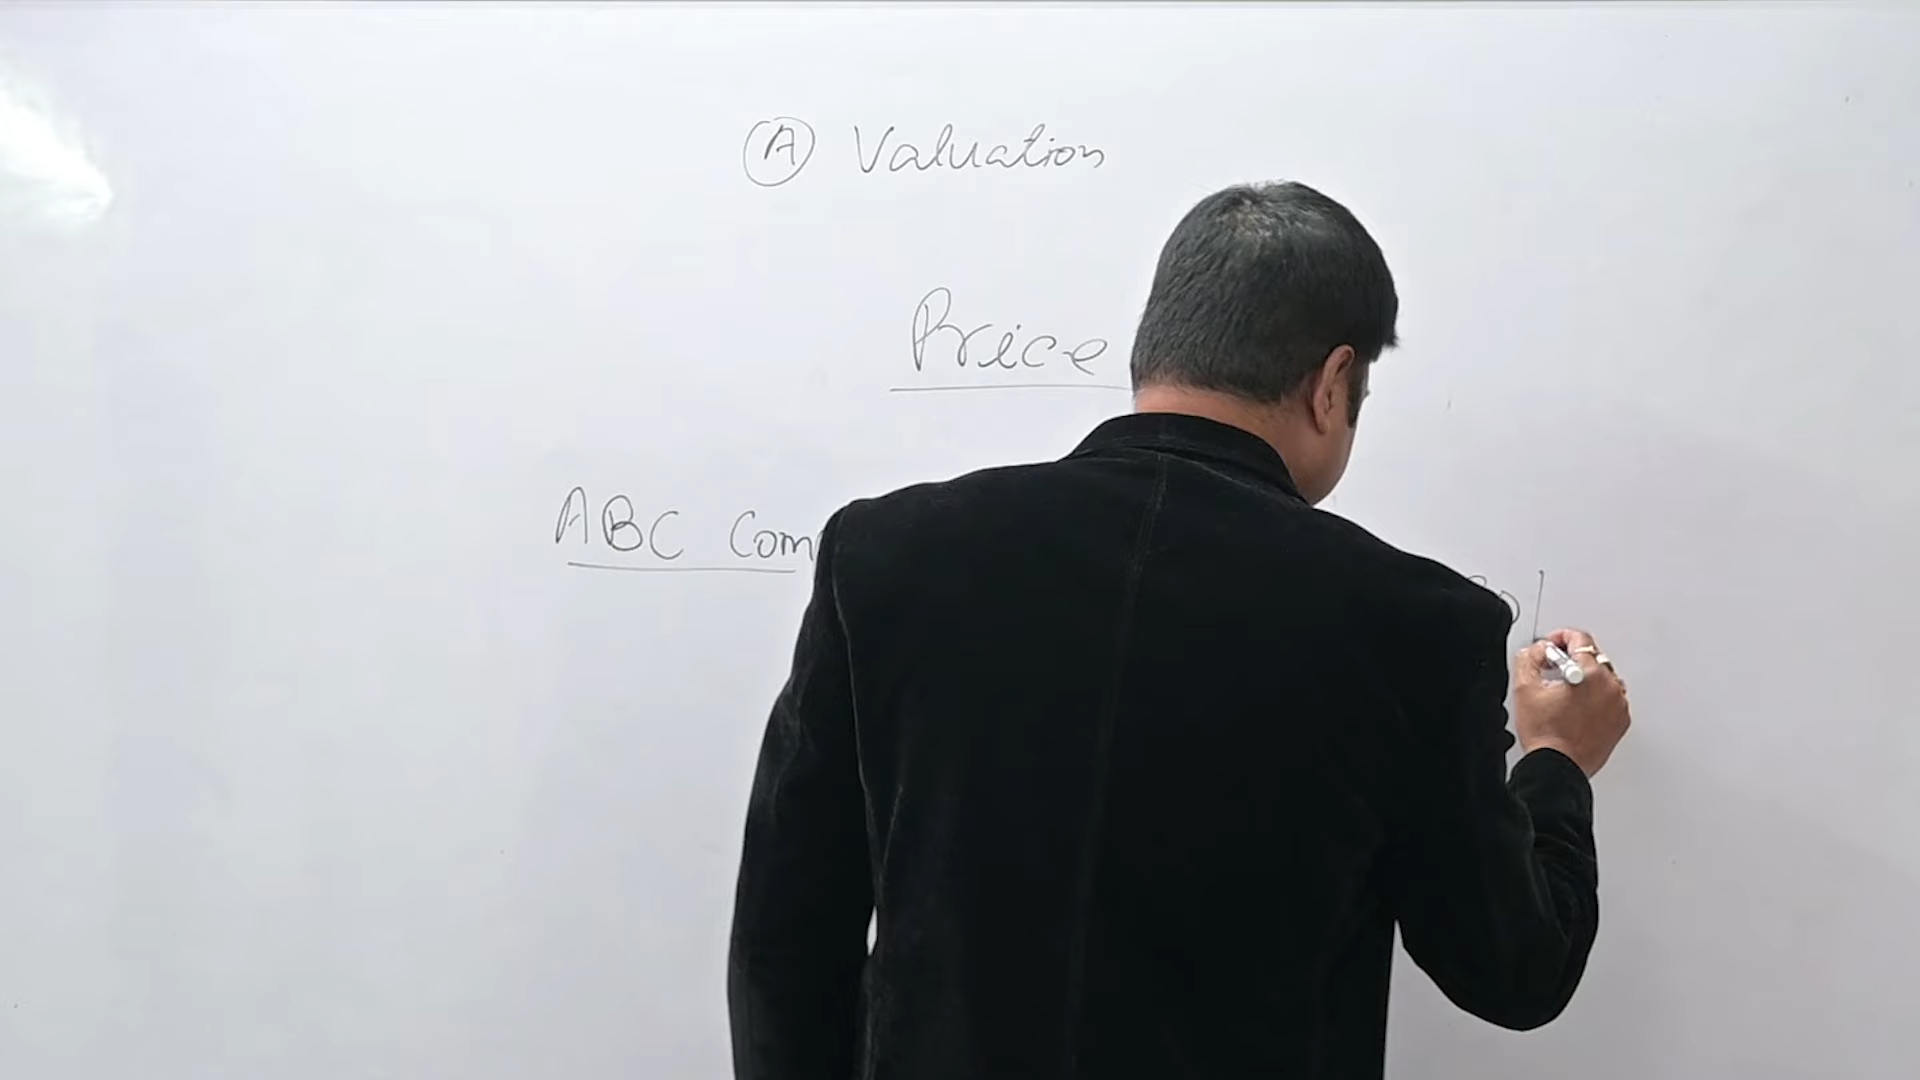 Ⓐ Valuation
Price
ABC Com